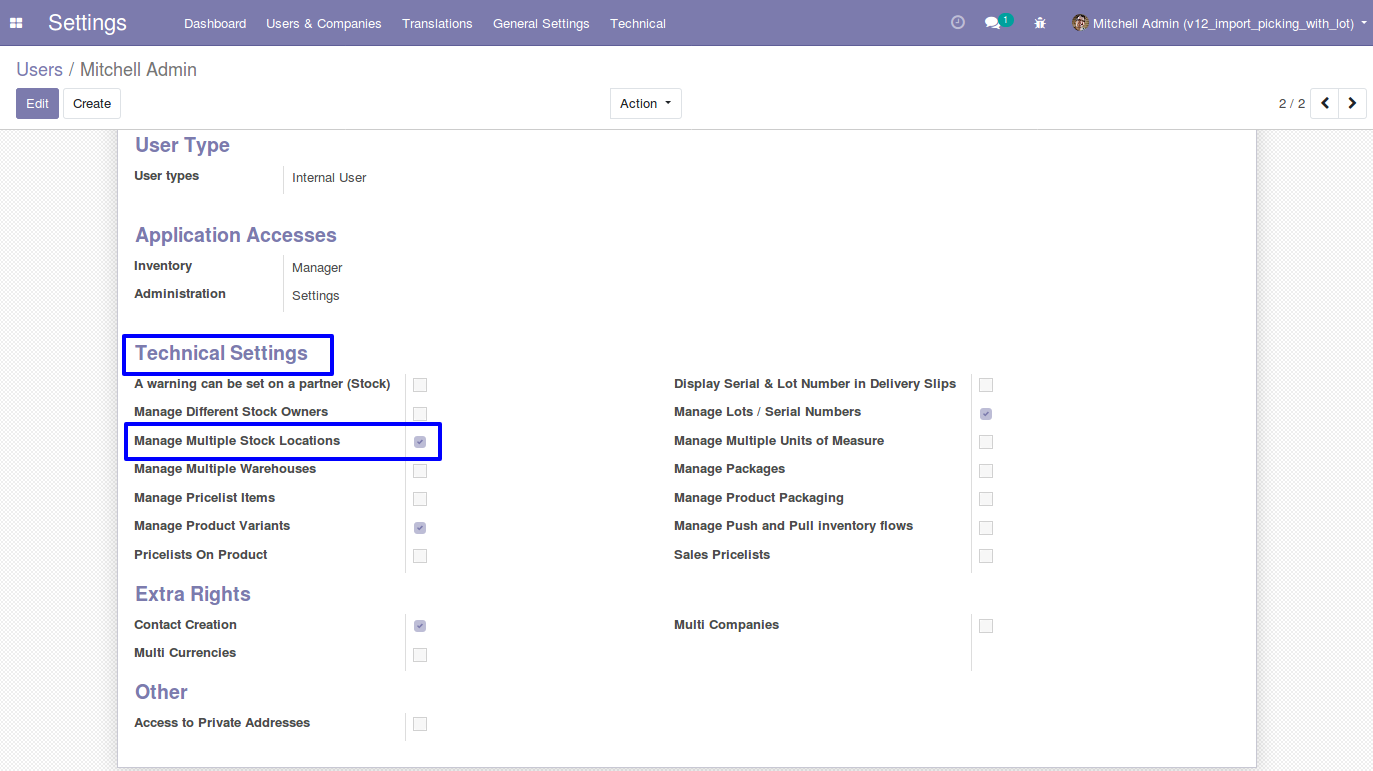 Settings Dashboard Users & Companies Translations General Settings Technical 1 Mitchell Admin (v12_import_picking_with_lot)
Users / Mitchell Admin
Edit Create Action 2 / 2
User Type
User types Internal User
Application Accesses
Inventory Manager
Administration Settings
Technical Settings
A warning can be set on a partner (Stock) Display Serial & Lot Number in Delivery Slips
Manage Different Stock Owners Manage Lots / Serial Numbers
Manage Multiple Stock Locations Manage Multiple Units of Measure
Manage Multiple Warehouses Manage Packages
Manage Pricelist Items Manage Product Packaging
Manage Product Variants Manage Push and Pull inventory flows
Pricelists On Product Sales Pricelists
Extra Rights
Contact Creation Multi Companies
Multi Currencies
Other
Access to Private Addresses